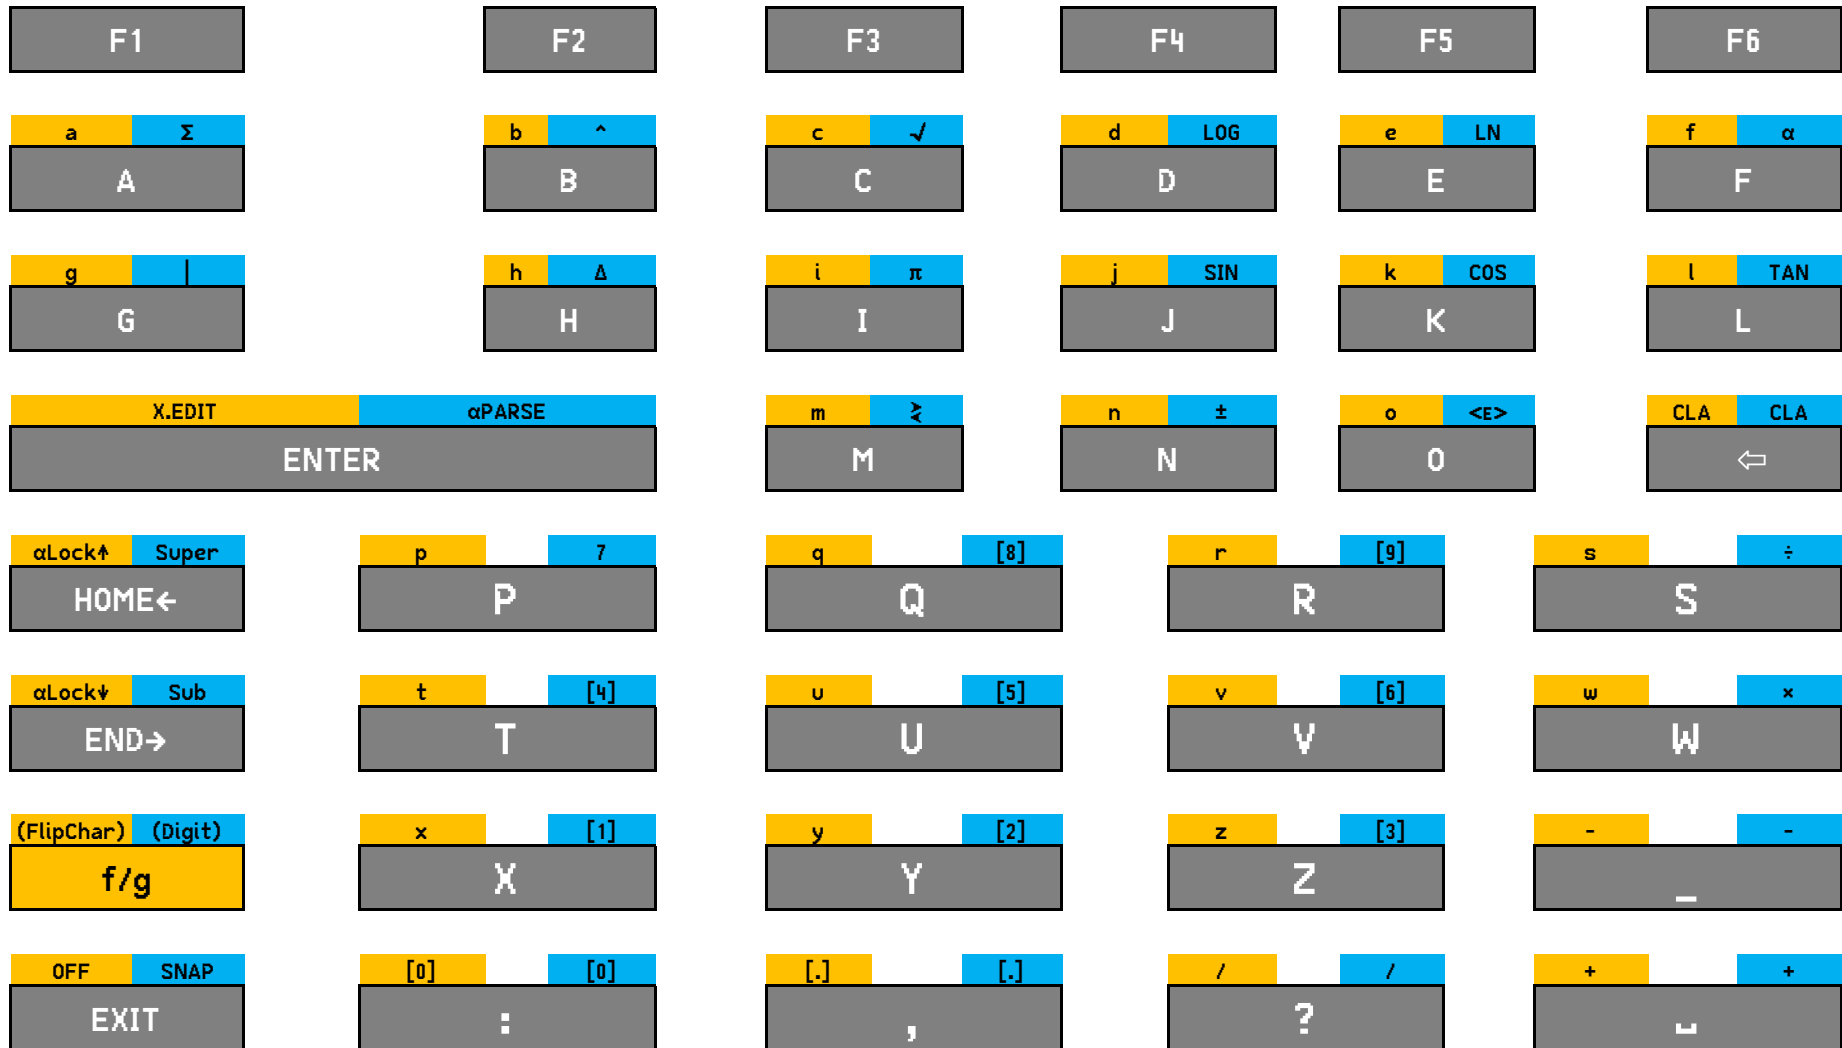 F1 F2 F3 F4 F5 F6
a Σ b ^ c √ d LOG e LN f α
A B C D E F
g | h Δ i π j SIN k COS l TAN
G H I J K L
X.EDIT αPARSE m ≷ n ± o <E> CLA CLA
ENTER M N O ⇦
αLock↑ Super p 7 q [8] r [9] s ÷
HOME← P Q R S
αLock↓ Sub t [4] u [5] v [6] w ×
END→ T U V W
(FlipChar) (Digit) x [1] y [2] z [3] - -
f/g X Y Z _
OFF SNAP [0] [0] [.] [.] / / + +
EXIT : , ? ␣